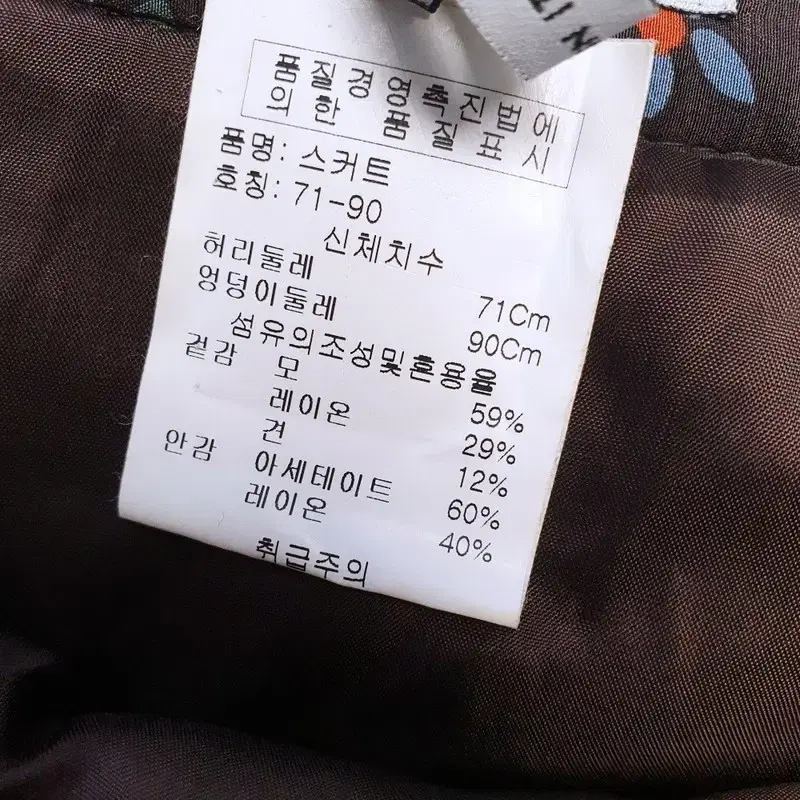 N IT
품질경영촉진법에
의한 품질표시
품명: 스커트
호칭: 71-90
신체치수
허리둘레 71Cm
엉덩이둘레 90Cm
섬유의조성및혼용율
겉감 모 59%
레이온 29%
견 12%
안감 아세테이트 60%
레이온 40%
취급주의